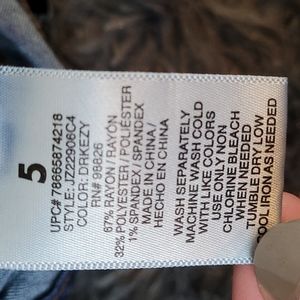 5
UPC# 78665874218
STYLE: 1Z22906C4
COLOR: DRKEZY
RN# 99826
67% RAYON / RAYÓN
32% POLYESTER / POLIÉSTER
1% SPANDEX / SPANDEX
MADE IN CHINA /
HECHO EN CHINA
WASH SEPARATELY
MACHINE WASH COLD
WITH LIKE COLORS
USE ONLY NON
CHLORINE BLEACH
WHEN NEEDED
TUMBLE DRY LOW
COOL IRON AS NEEDED